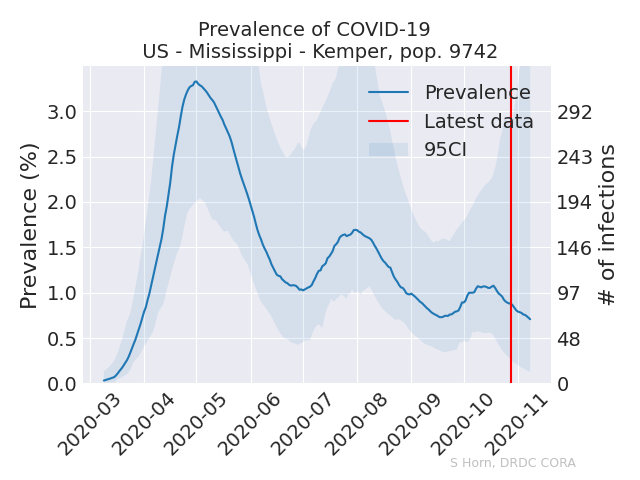 Prevalence of COVID-19
US - Mississippi - Kemper, pop. 9742
Prevalence (%)
3.0
2.5
2.0
1.5
1.0
0.5
0.0
Prevalence
Latest data
95CI
292
243
194
146
97
48
0
# of infections
2020-03
2020-04
2020-05
2020-06
2020-07
2020-08
2020-09
2020-10
2020-11
S Horn, DRDC CORA